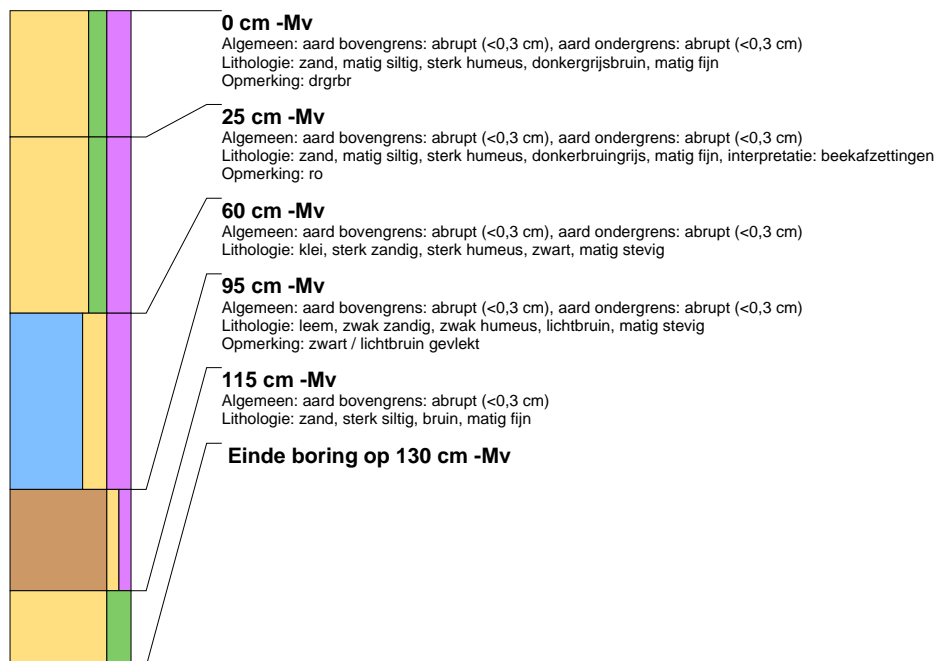 0 cm -Mv
Algemeen: aard bovengrens: abrupt (<0,3 cm), aard ondergrens: abrupt (<0,3 cm)
Lithologie: zand, matig siltig, sterk humeus, donkergrijsbruin, matig fijn
Opmerking: drgrbr
25 cm -Mv
Algemeen: aard bovengrens: abrupt (<0,3 cm), aard ondergrens: abrupt (<0,3 cm)
Lithologie: zand, matig siltig, sterk humeus, donkerbruingrijs, matig fijn, interpretatie: beekafzettingen
Opmerking: ro
60 cm -Mv
Algemeen: aard bovengrens: abrupt (<0,3 cm), aard ondergrens: abrupt (<0,3 cm)
Lithologie: klei, sterk zandig, sterk humeus, zwart, matig stevig
95 cm -Mv
Algemeen: aard bovengrens: abrupt (<0,3 cm), aard ondergrens: abrupt (<0,3 cm)
Lithologie: leem, zwak zandig, zwak humeus, lichtbruin, matig stevig
Opmerking: zwart / lichtbruin gevlekt
115 cm -Mv
Algemeen: aard bovengrens: abrupt (<0,3 cm)
Lithologie: zand, sterk siltig, bruin, matig fijn
Einde boring op 130 cm -Mv